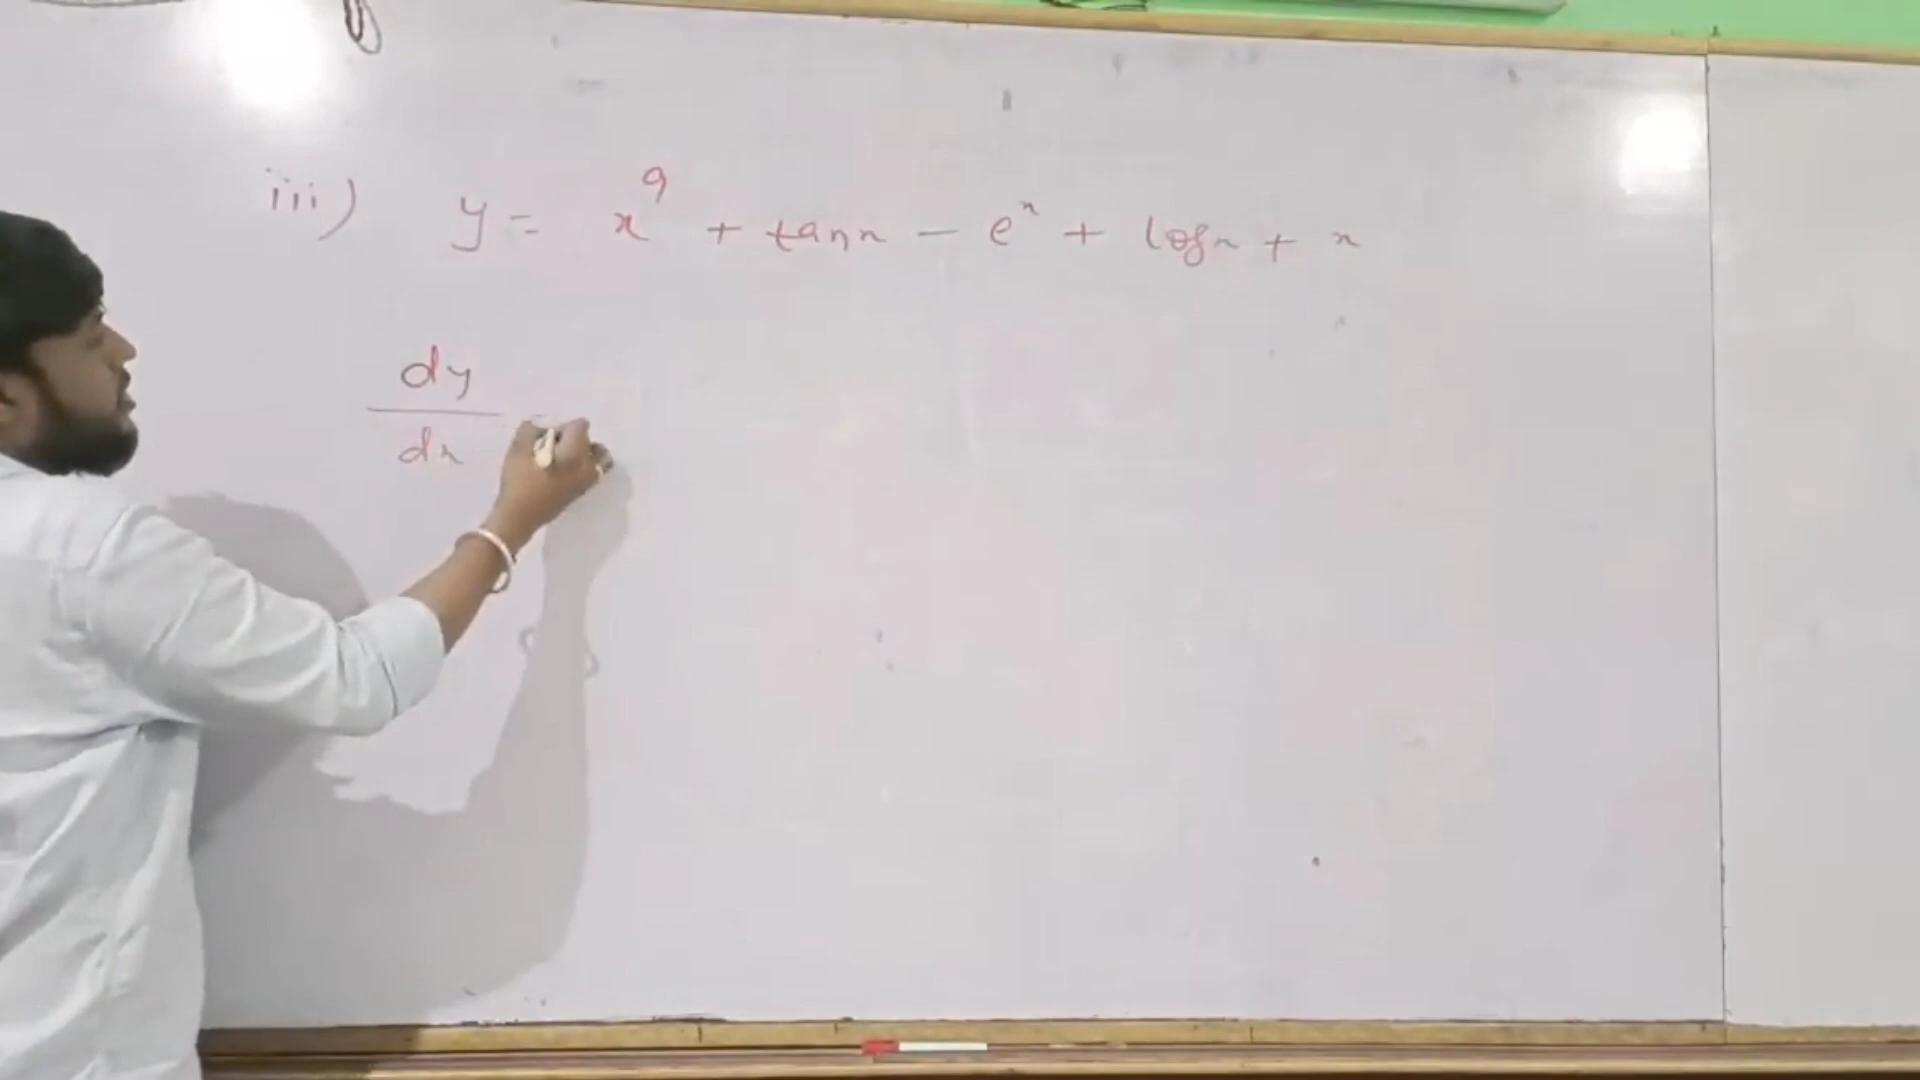 iii) y = x⁹ + tanx − eˣ + logx + x
dy
dx